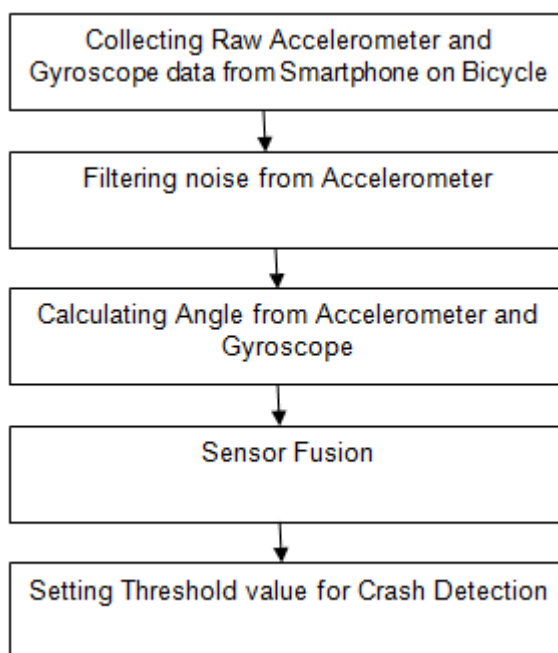 Collecting Raw Accelerometer and
Gyroscope data from Smartphone on Bicycle
Filtering noise from Accelerometer
Calculating Angle from Accelerometer and
Gyroscope
Sensor Fusion
Setting Threshold value for Crash Detection